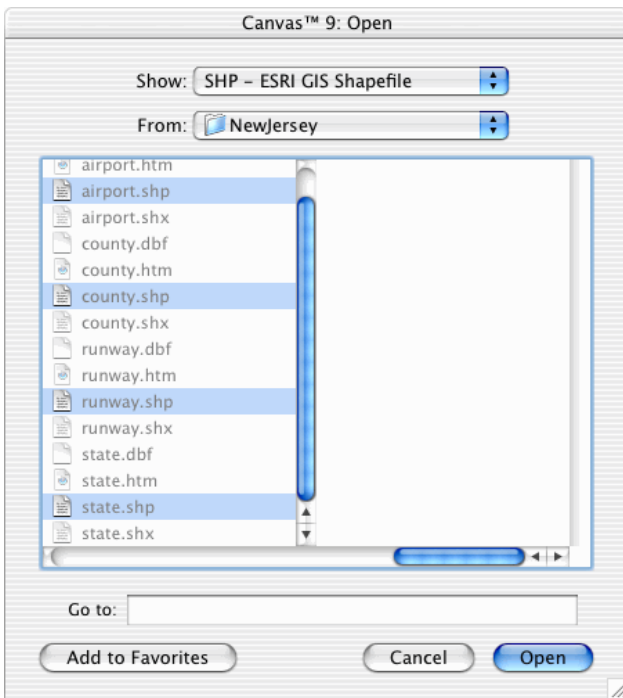 Canvas™ 9: Open
Show: SHP – ESRI GIS Shapefile
From: NewJersey
airport.htm
airport.shp
airport.shx
county.dbf
county.htm
county.shp
county.shx
runway.dbf
runway.htm
runway.shp
runway.shx
state.dbf
state.htm
state.shp
state.shx
Go to:
Add to Favorites Cancel Open